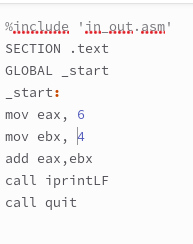 %include 'in_out.asm'
SECTION .text
GLOBAL _start
_start:
mov eax, 6
mov ebx, 4
add eax,ebx
call iprintLF
call quit